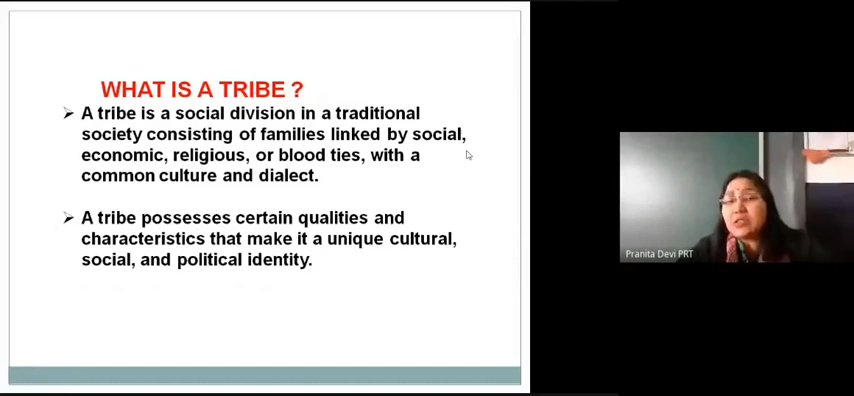 WHAT IS A TRIBE ?
➢ A tribe is a social division in a traditional
society consisting of families linked by social,
economic, religious, or blood ties, with a
common culture and dialect.
➢ A tribe possesses certain qualities and
characteristics that make it a unique cultural,
social, and political identity.
Pranita Devi PRT